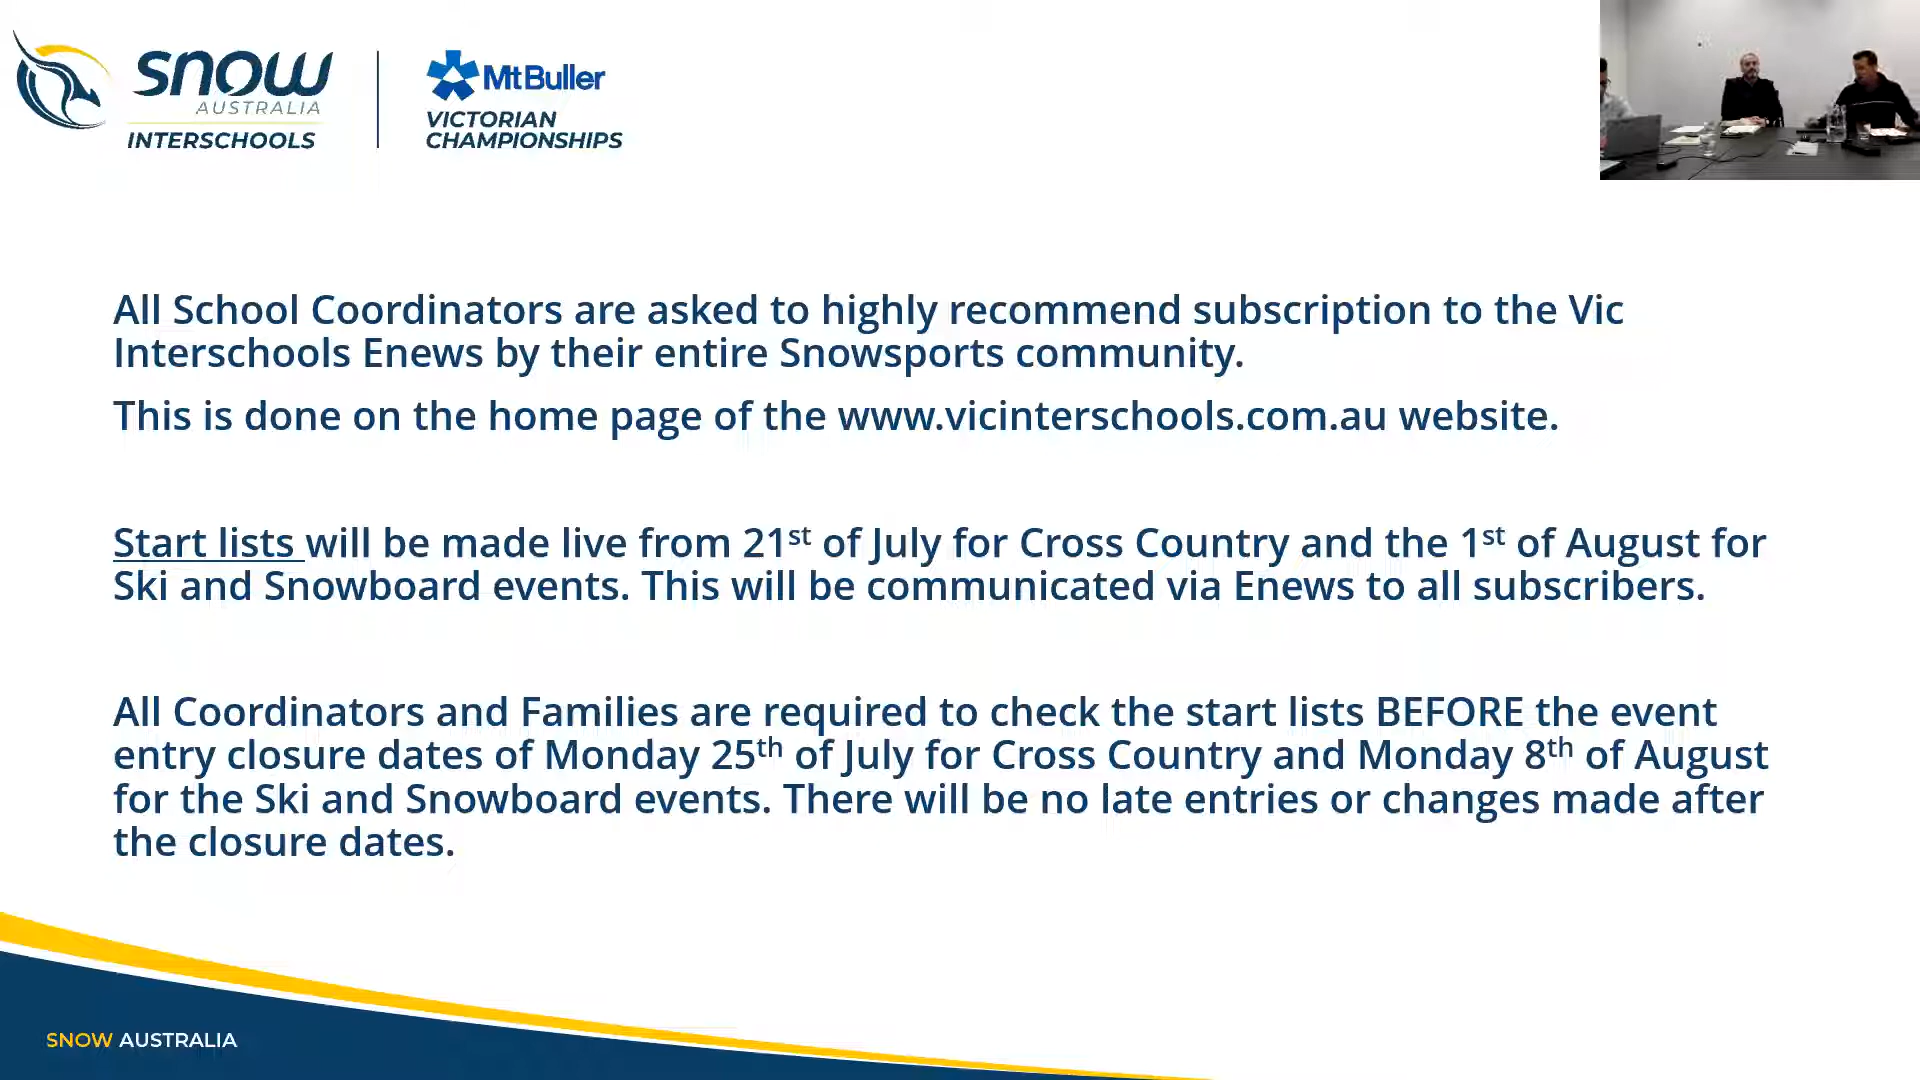 snow
AUSTRALIA
INTERSCHOOLS
Mt Buller
VICTORIAN
CHAMPIONSHIPS
All School Coordinators are asked to highly recommend subscription to the Vic
Interschools Enews by their entire Snowsports community.
This is done on the home page of the www.vicinterschools.com.au website.
Start lists will be made live from 21st of July for Cross Country and the 1st of August for
Ski and Snowboard events. This will be communicated via Enews to all subscribers.
All Coordinators and Families are required to check the start lists BEFORE the event
entry closure dates of Monday 25th of July for Cross Country and Monday 8th of August
for the Ski and Snowboard events. There will be no late entries or changes made after
the closure dates.
SNOW AUSTRALIA